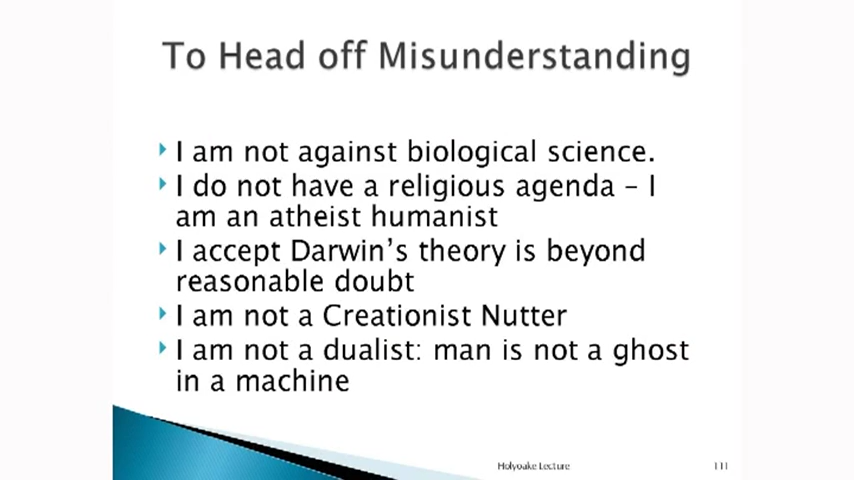 To Head off Misunderstanding
I am not against biological science.
I do not have a religious agenda – I
am an atheist humanist
I accept Darwin's theory is beyond
reasonable doubt
I am not a Creationist Nutter
I am not a dualist: man is not a ghost
in a machine
Holyoake Lecture
111